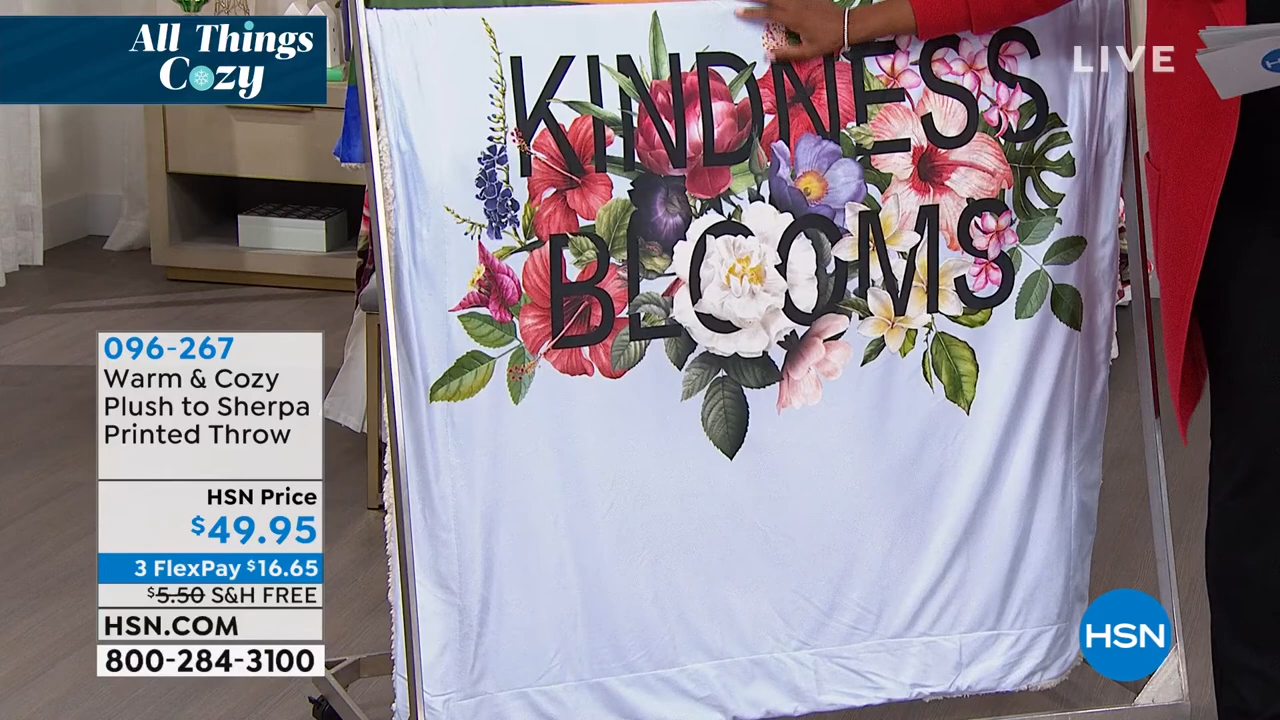 All Things
Cozy
LIVE
KINDNESS
BLOOMS
096-267
Warm & Cozy
Plush to Sherpa
Printed Throw
HSN Price
$49.95
3 FlexPay $16.65
$5.50 S&H FREE
HSN.COM
800-284-3100
HSN